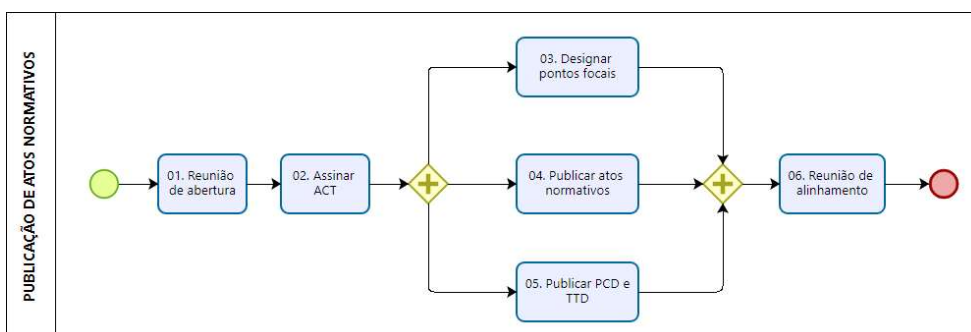 PUBLICAÇÃO DE ATOS NORMATIVOS
01. Reunião
de abertura
02. Assinar
ACT
03. Designar
pontos focais
04. Publicar atos
normativos
05. Publicar PCD e
TTD
06. Reunião de
alinhamento